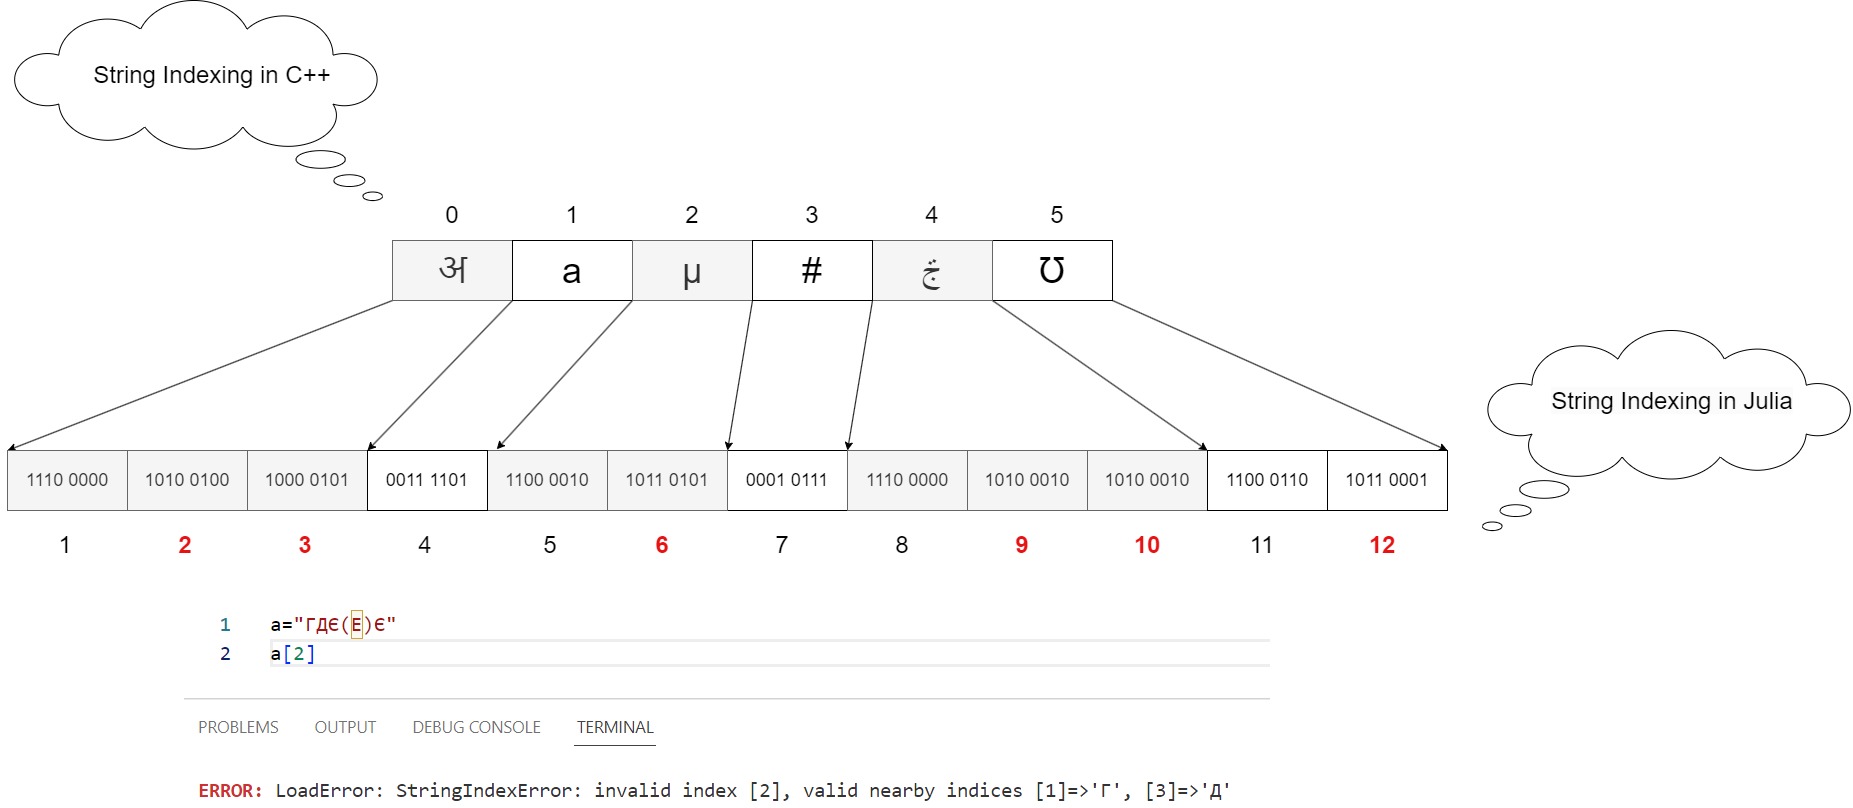 String Indexing in C++
0 1 2 3 4 5
अ a µ # ڿ Ʊ
String Indexing in Julia
1110 0000 1010 0100 1000 0101 0011 1101 1100 0010 1011 0101 0001 0111 1110 0000 1010 0010 1010 0010 1100 0110 1011 0001
1 2 3 4 5 6 7 8 9 10 11 12
1 a="ГДЄ(Е)Є"
2 a[2]
PROBLEMS OUTPUT DEBUG CONSOLE TERMINAL
ERROR: LoadError: StringIndexError: invalid index [2], valid nearby indices [1]=>'Г', [3]=>'Д'